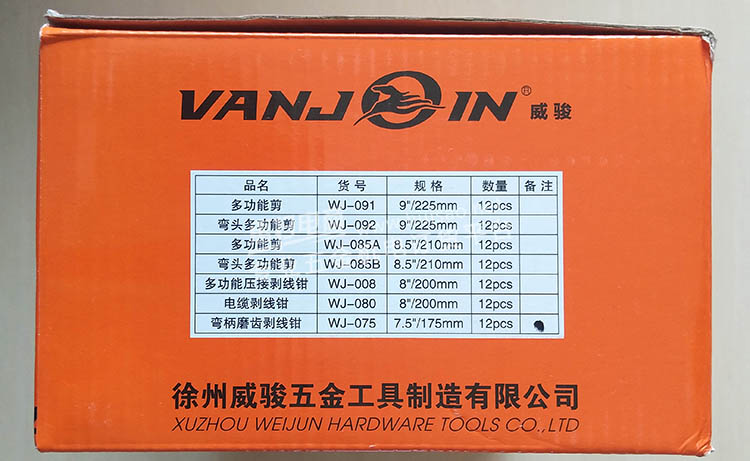 VANJOIN® 威骏
品名 货号 规格 数量 备注
多功能剪 WJ-091 9"/225mm 12pcs
弯头多功能剪 WJ-092 9"/225mm 12pcs
多功能剪 WJ-085A 8.5"/210mm 12pcs
弯头多功能剪 WJ-085B 8.5"/210mm 12pcs
多功能压接剥线钳 WJ-008 8"/200mm 12pcs
电缆剥线钳 WJ-080 8"/200mm 12pcs
弯柄磨齿剥线钳 WJ-075 7.5"/175mm 12pcs
徐州威骏五金工具制造有限公司
XUZHOU WEIJUN HARDWARE TOOLS CO.,LTD